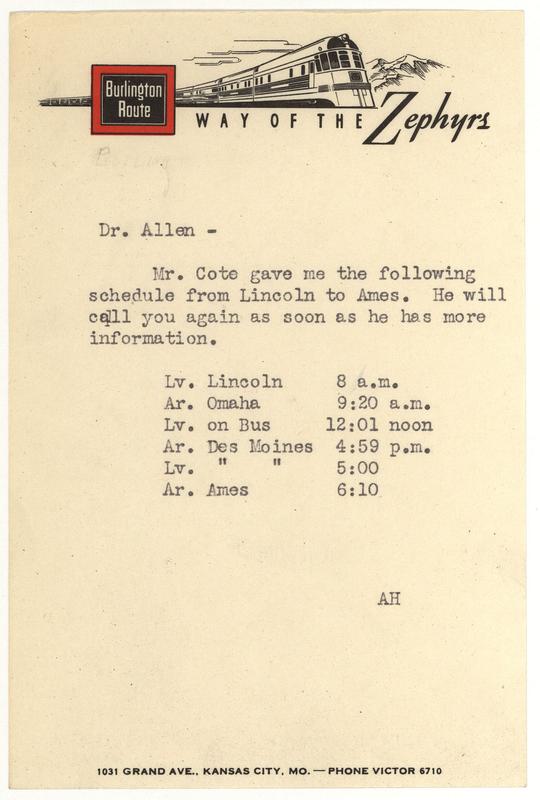 Burlington
Route
WAY OF THE Zephyrs
Dr. Allen -
Mr. Cote gave me the following
schedule from Lincoln to Ames. He will
call you again as soon as he has more
information.
Lv. Lincoln 8 a.m.
Ar. Omaha 9:20 a.m.
Lv. on Bus 12:01 noon
Ar. Des Moines 4:59 p.m.
Lv. " " 5:00
Ar. Ames 6:10
AH
1031 GRAND AVE., KANSAS CITY, MO. — PHONE VICTOR 6710